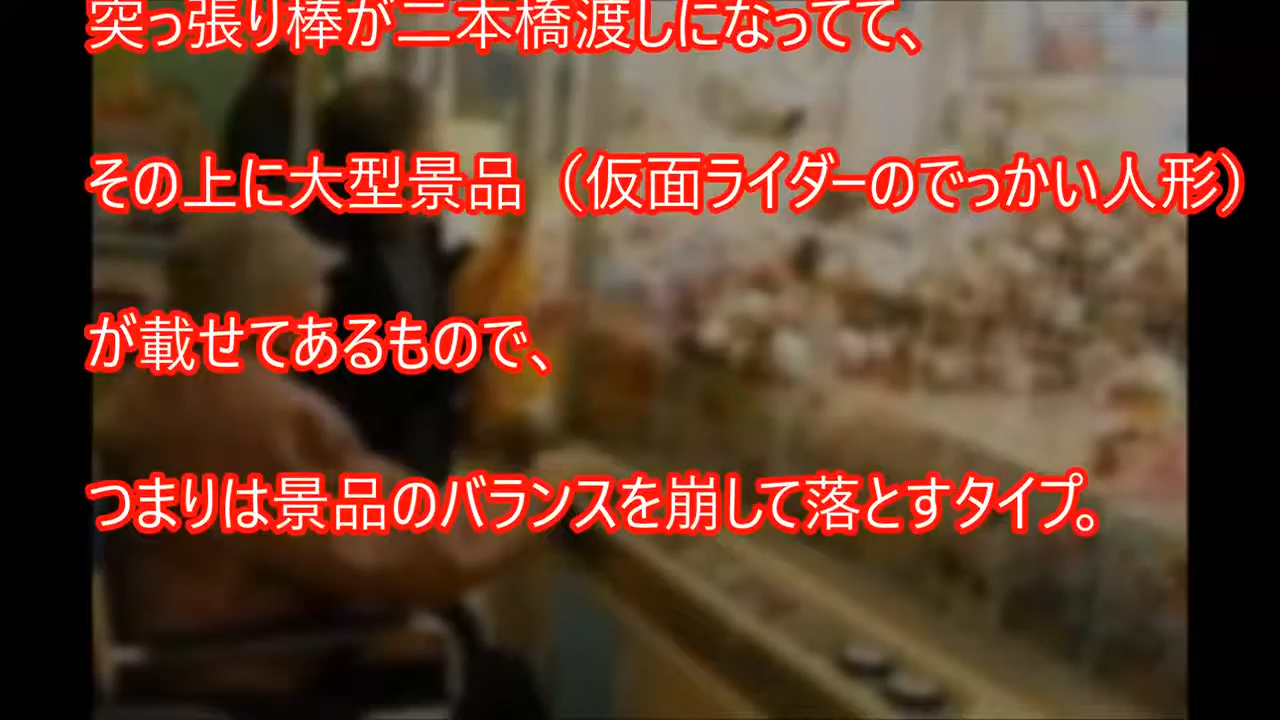 突っ張り棒が二本橋渡しになってて、
その上に大型景品（仮面ライダーのでっかい人形）
が載せてあるもので、
つまりは景品のバランスを崩して落とすタイプ。